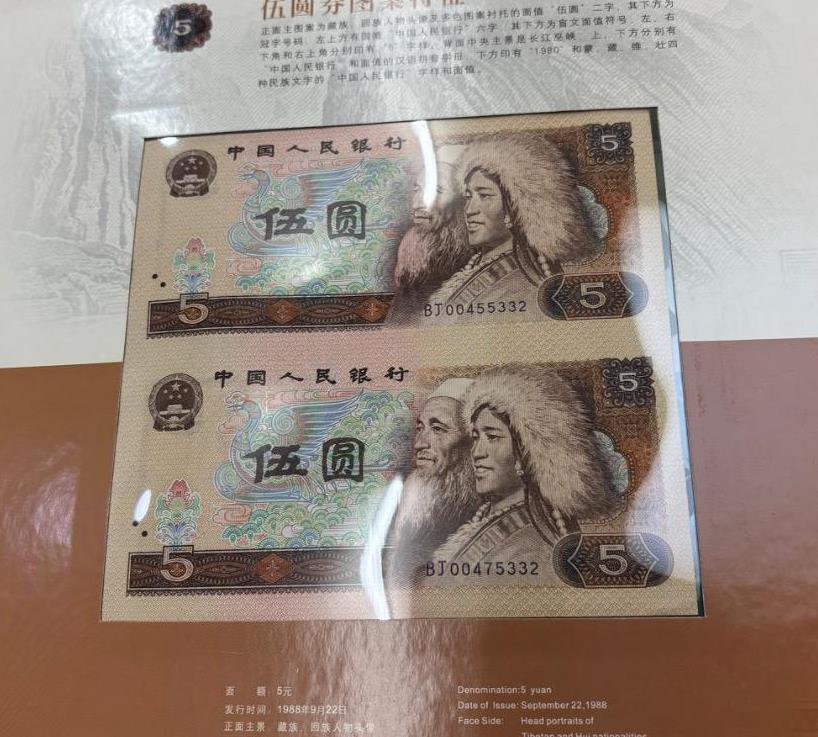 伍圆券图案特征
5
正面主图案为藏族、回族人物头像及多色图案衬托的面值“伍圆”二字，其下方为
冠字号码，左上方有国徽、“中国人民银行”六字，其下方为盲文面值符号，左、右
下角和右上角分别印有“5”字样。背面中央主景是长江巫峡，上、下方分别有
“中国人民银行”和面值的汉语拼音字母，下方印有“1980”和蒙、藏、维、壮四
种民族文字的“中国人民银行”字样和面值。
中国人民银行
5
伍圆
5
BJ00455332
5
中国人民银行
5
伍圆
5
BJ00475332
5
面 额：5元
发行时间：1988年9月22日
正面主景：藏族、回族人物头像
Denomination:5 yuan
Date of Issue: September 22,1988
Face Side: Head portraits of
Tibetan and Hui nationalities